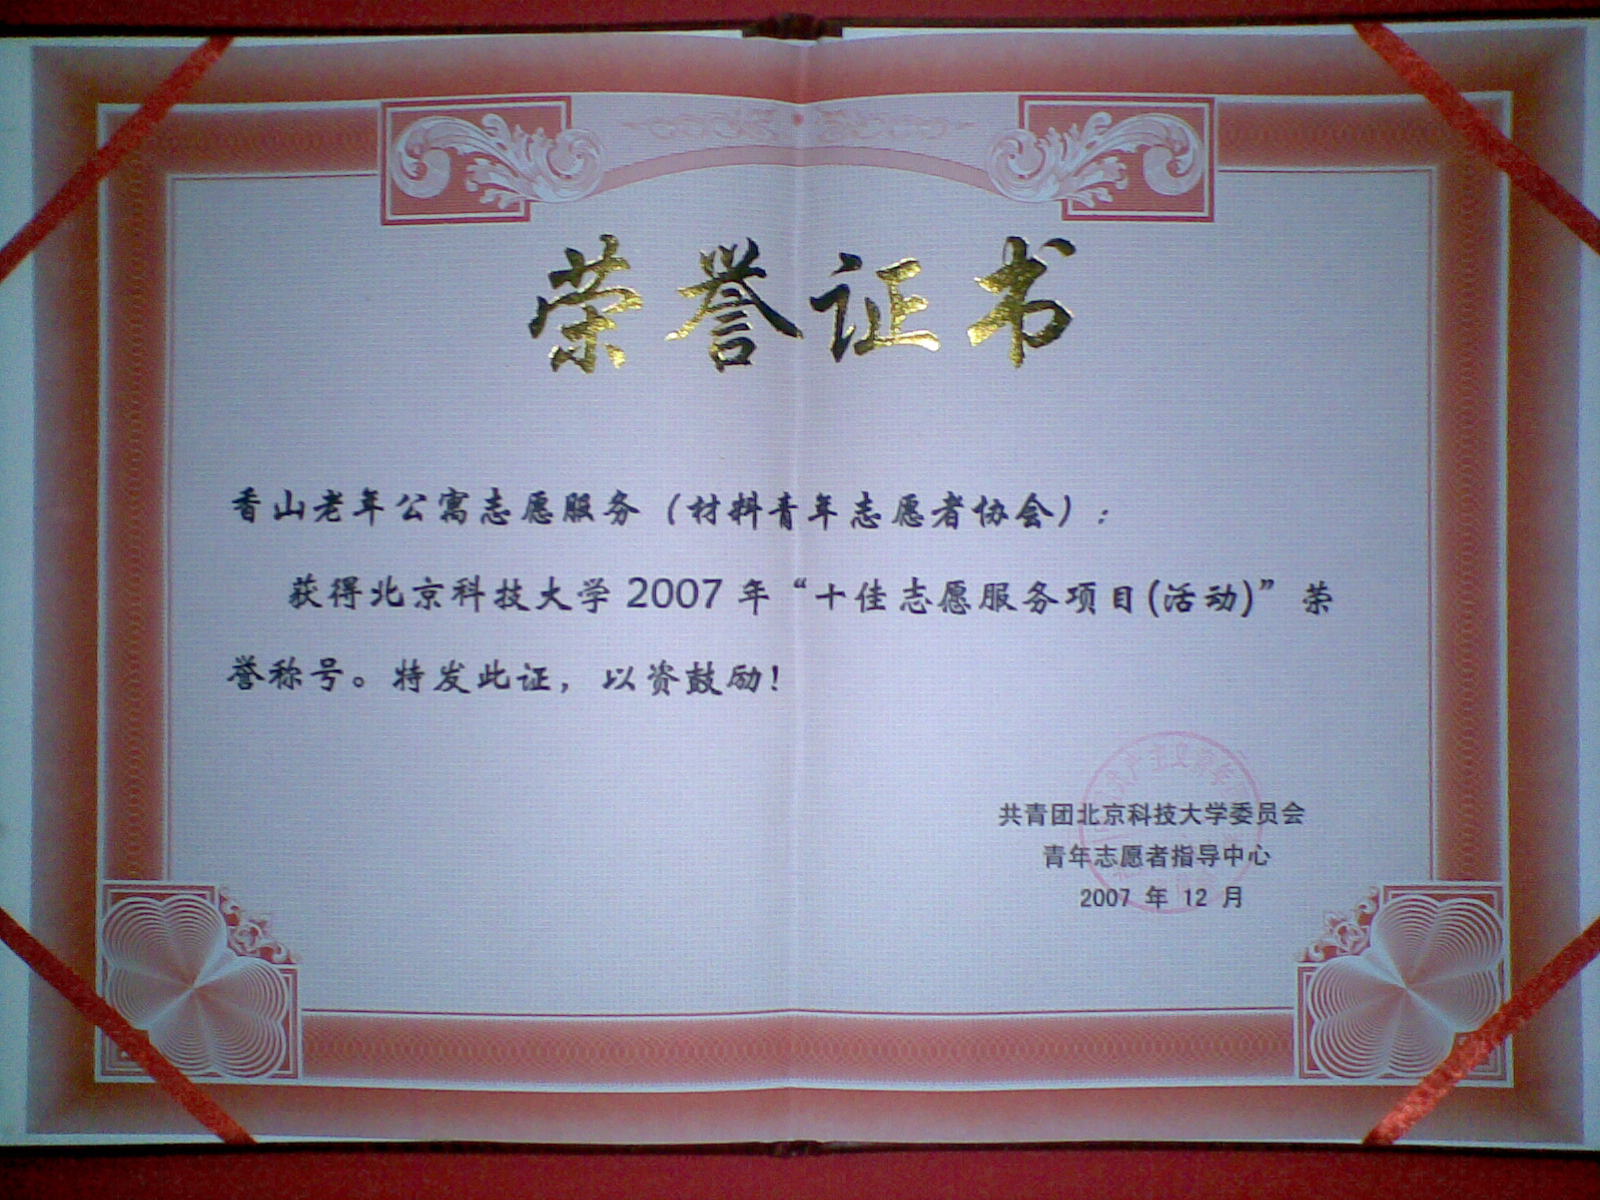 荣誉证书
香山老年公寓志愿服务（材料青年志愿者协会）：
获得北京科技大学 2007 年“十佳志愿服务项目(活动)”荣
誉称号。特发此证，以资鼓励！
共青团北京科技大学委员会
青年志愿者指导中心
2007 年 12 月